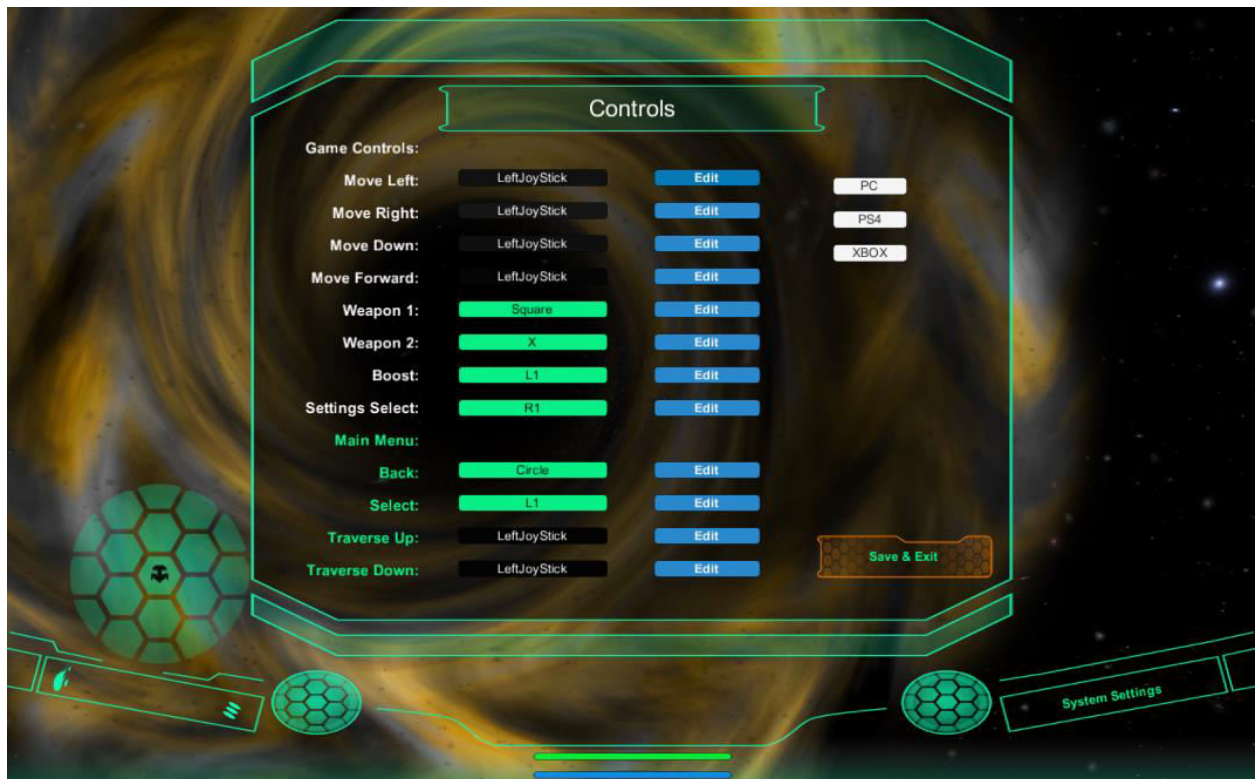 Controls
Game Controls:
Move Left: LeftJoyStick Edit PC
Move Right: LeftJoyStick Edit PS4
Move Down: LeftJoyStick Edit XBOX
Move Forward: LeftJoyStick Edit
Weapon 1: Square Edit
Weapon 2: X Edit
Boost: L1 Edit
Settings Select: R1 Edit
Main Menu:
Back: Circle Edit
Select: L1 Edit
Traverse Up: LeftJoyStick Edit
Save & Exit
Traverse Down: LeftJoyStick Edit
System Settings